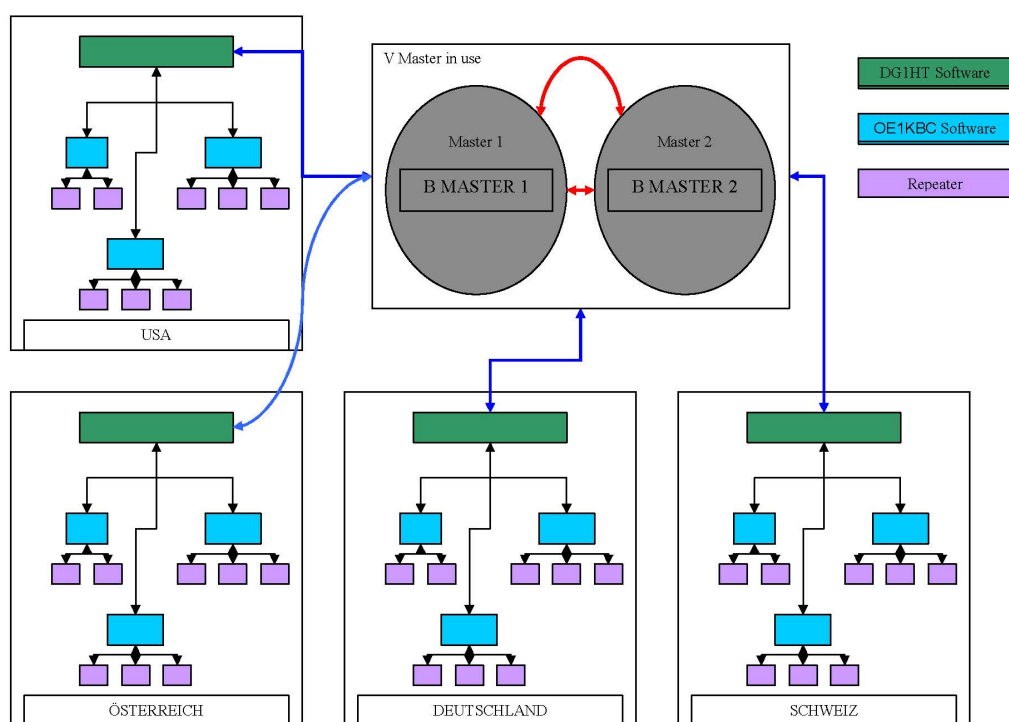 V Master in use
Master 1
Master 2
B MASTER 1
B MASTER 2
DG1HT Software
OE1KBC Software
Repeater
USA
ÖSTERREICH
DEUTSCHLAND
SCHWEIZ